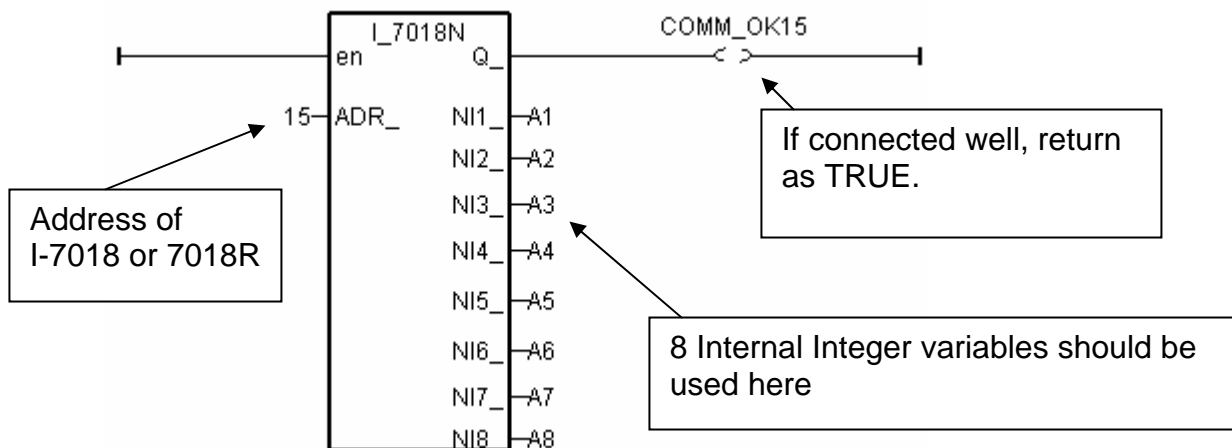 I_7018N
COMM_OK15
en Q_
15 ADR_ NI1_ A1
NI2_ A2
NI3_ A3
NI4_ A4
NI5_ A5
NI6_ A6
NI7_ A7
NI8 A8
If connected well, return
as TRUE.
Address of
I-7018 or 7018R
8 Internal Integer variables should be
used here